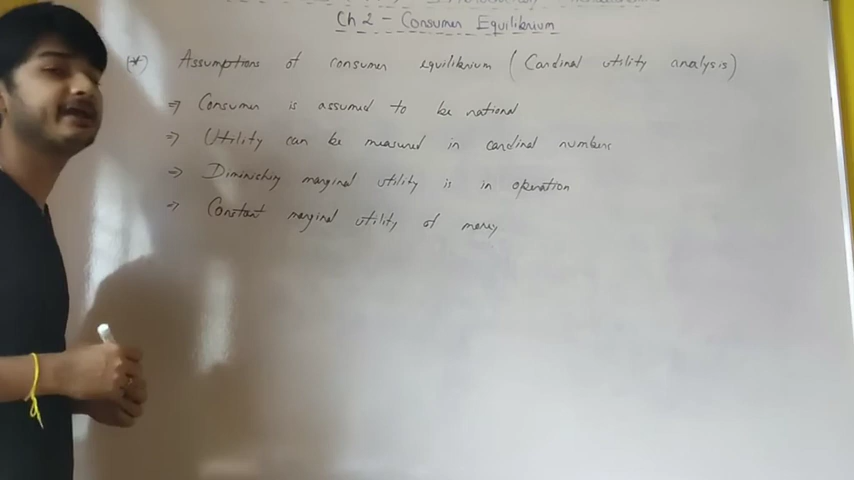 Ch 2 - Consumer Equilibrium
(*) Assumptions of consumer equilibrium (Cardinal utility analysis)
⇒ Consumer is assumed to be rational
⇒ Utility can be measured in cardinal numbers
⇒ Diminishing marginal utility is in operation
⇒ Constant marginal utility of money